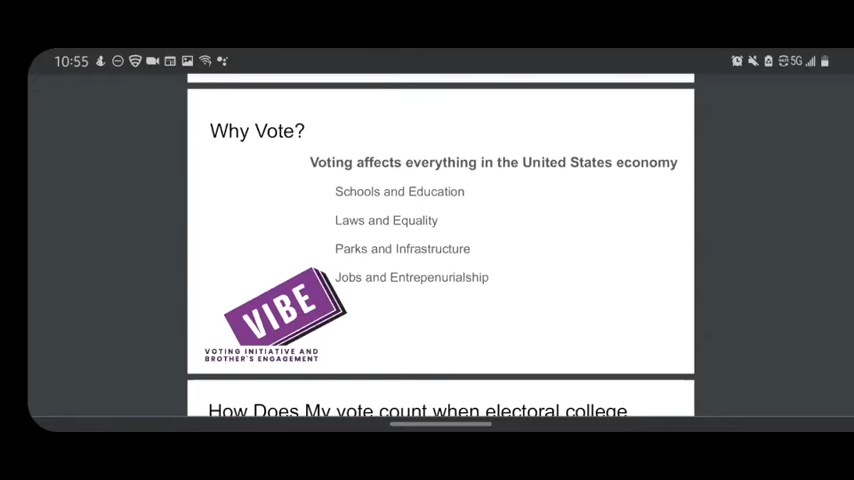 10:55
5G
Why Vote?
Voting affects everything in the United States economy
Schools and Education
Laws and Equality
Parks and Infrastructure
Jobs and Entrepenurialship
VIBE
VOTING INITIATIVE AND
BROTHER'S ENGAGEMENT
How Does My vote count when electoral college